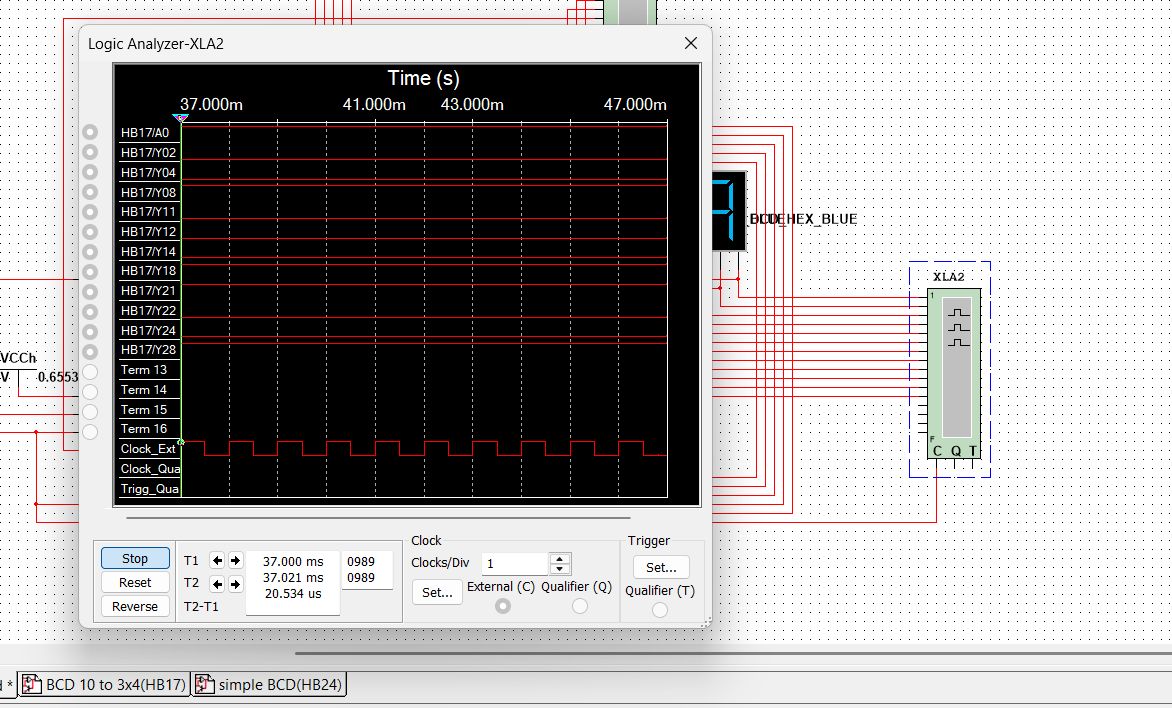 Logic Analyzer-XLA2
Time (s)
37.000m 41.000m 43.000m 47.000m
HB17/A0
HB17/Y02
HB17/Y04
HB17/Y08
HB17/Y11
HB17/Y12
HB17/Y14
HB17/Y18
HB17/Y21
HB17/Y22
HB17/Y24
HB17/Y28
Term 13
Term 14
Term 15
Term 16
Clock_Ext
Clock_Qua
Trigg_Qua
HEX_BLUE
XLA2
1
F
C Q T
VCCh
V 0.6553
Stop
Reset
Reverse
T1 37.000 ms 0989
T2 37.021 ms 0989
T2-T1 20.534 us
Clock
Clocks/Div 1
Set... External (C) Qualifier (Q)
Trigger
Set...
Qualifier (T)
d * BCD 10 to 3x4(HB17) simple BCD(HB24)